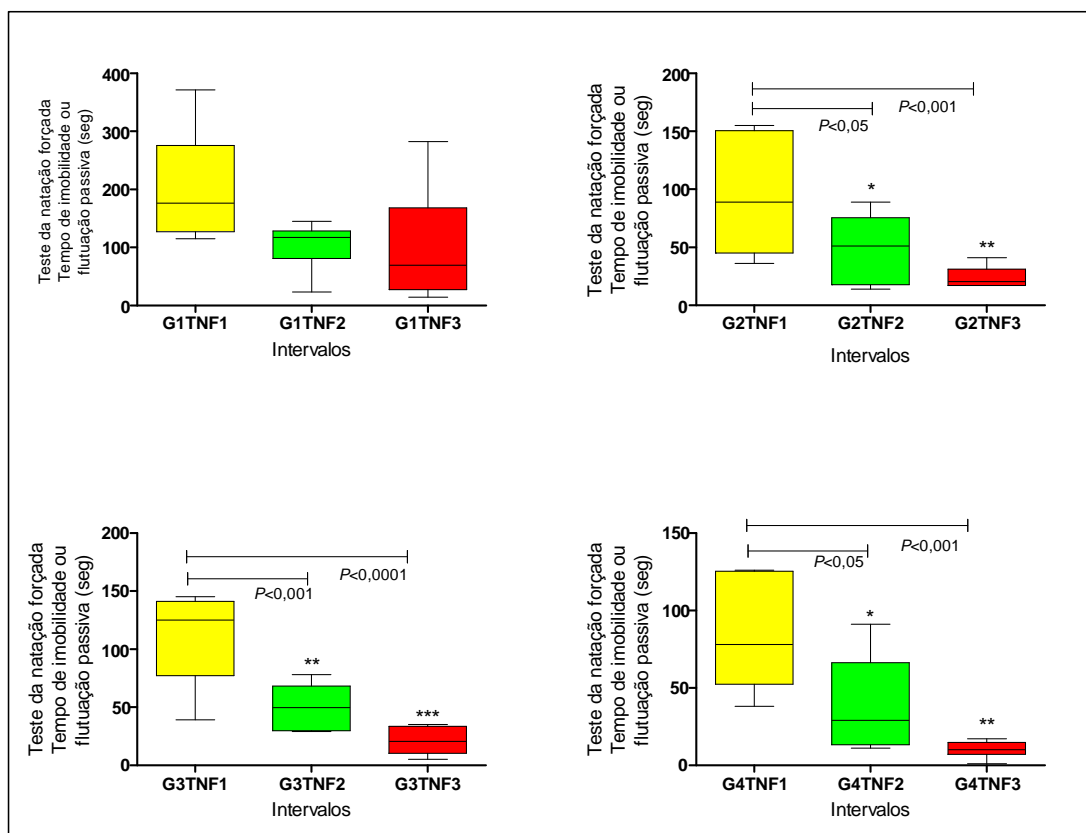 Teste da natação forçada
Tempo de imobilidade ou
flutuação passiva (seg)
400
300
200
100
0
G1TNF1 G1TNF2 G1TNF3
Intervalos
Teste da natação forçada
Tempo de imobilidade ou
flutuação passiva (seg)
200
150
100
50
0
P<0,001
P<0,05
*
**
G2TNF1 G2TNF2 G2TNF3
Intervalos
Teste da natação forçada
Tempo de imobilidade ou
flutuação passiva (seg)
200
150
100
50
0
P<0,0001
P<0,001
**
***
G3TNF1 G3TNF2 G3TNF3
Intervalos
Teste da natação forçada
Tempo de imobilidade ou
flutuação passiva (seg)
150
100
50
0
P<0,001
P<0,05
*
**
G4TNF1 G4TNF2 G4TNF3
Intervalos